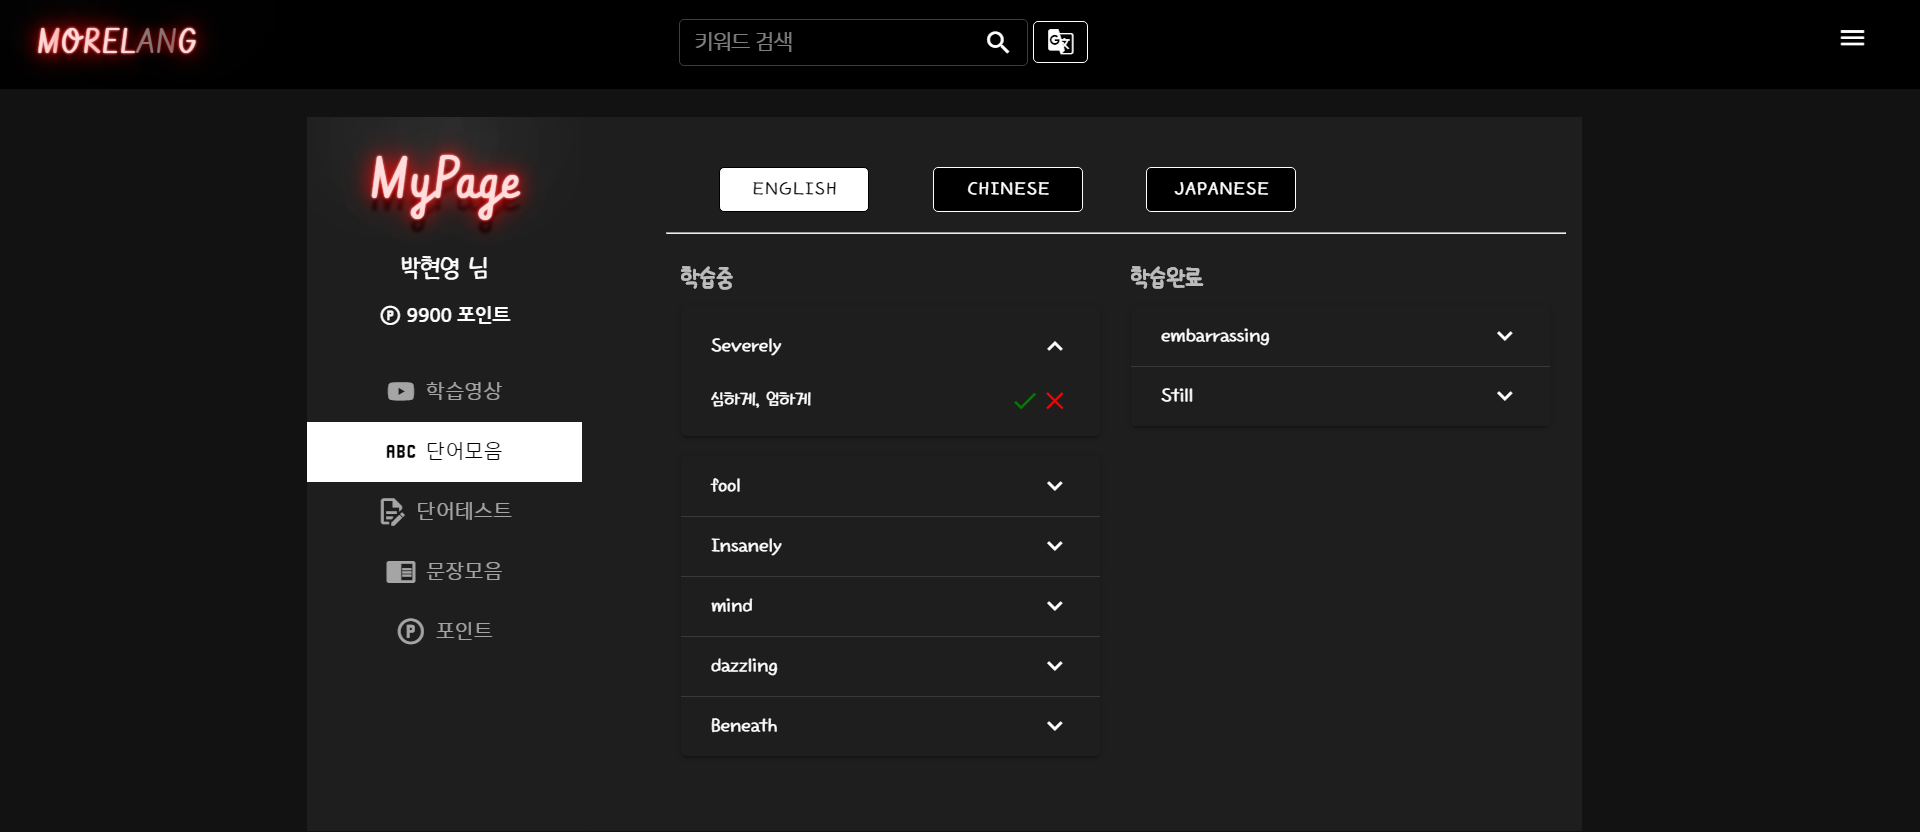 MORELANG
키워드 검색
MyPage
박현영 님
9900 포인트
학습영상
ABC 단어모음
단어테스트
문장모음
포인트
ENGLISH
CHINESE
JAPANESE
학습중
Severely
심하게, 엄하게
fool
Insanely
mind
dazzling
Beneath
학습완료
embarrassing
Still